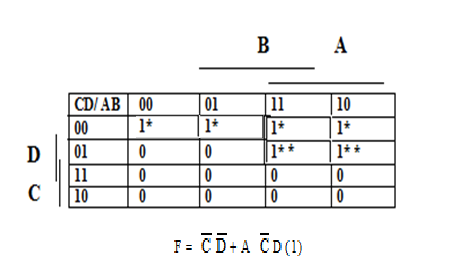 B A
CD/ AB 00 01 11 10
00 1* 1* 1* 1*
D 01 0 0 1** 1**
11 0 0 0 0
C 10 0 0 0 0
F = C̅ D̅ + A C̅ D (1)